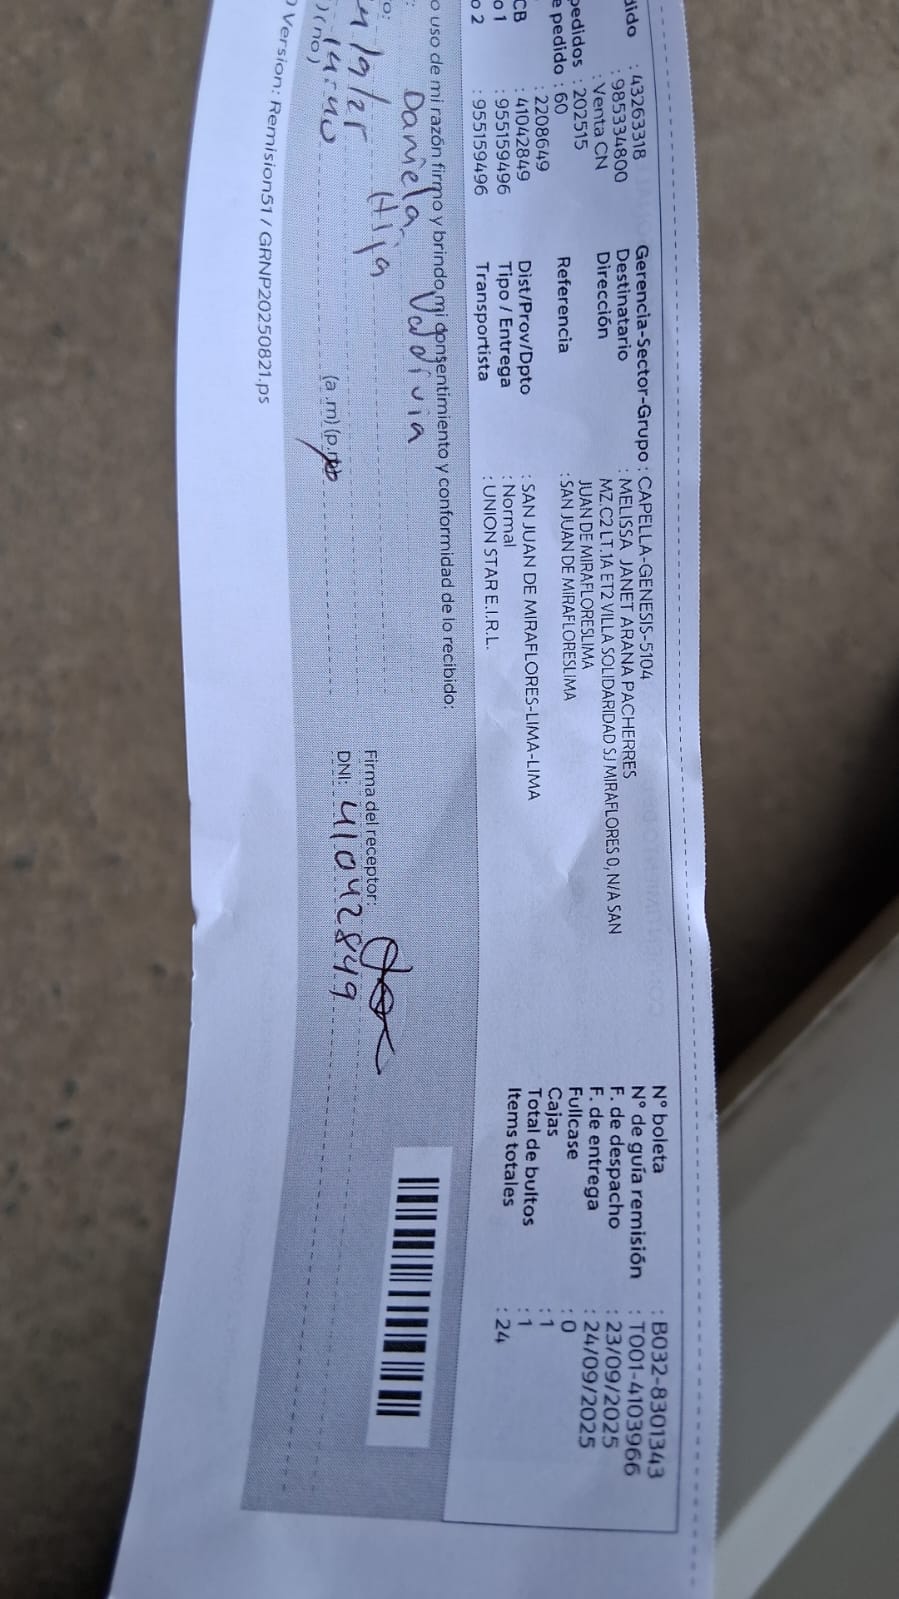 dido : 43263318
: 985334800
: Venta CN
pedidos : 202515
e pedido : 60
: 2208649
CB : 41042849
o 1 : 955159496
o 2 : 955159496
Gerencia-Sector-Grupo : CAPELLA-GENESIS-5104
Destinatario : MELISSA JANET ARANA PACHERRES
Dirección MZ.C2 LT.1A ET2 VILLA SOLIDARIDAD SJ MIRAFLORES 0, N/A SAN
JUAN DE MIRAFLORESLIMA
Referencia : SAN JUAN DE MIRAFLORESLIMA
Dist/Prov/Dpto : SAN JUAN DE MIRAFLORES-LIMA-LIMA
Tipo / Entrega : Normal
Transportista : UNION STAR E.I.R.L.
N° boleta : B032-8301343
N° de guía remisión : T001-4103966
F. de despacho : 23/09/2025
F. de entrega : 24/09/2025
Fullcase : 0
Cajas : 1
Total de bultos : 1
Items totales : 24
o uso de mi razón firmo y brindo mi consentimiento y conformidad de lo recibido:
Daniela Valdivia
o: Hija
4/9/25
14:40 (a.m)(p.m)
) (no)
Firma del receptor:
DNI: 41042849
Version: Remision51 / GRNP20250821.ps